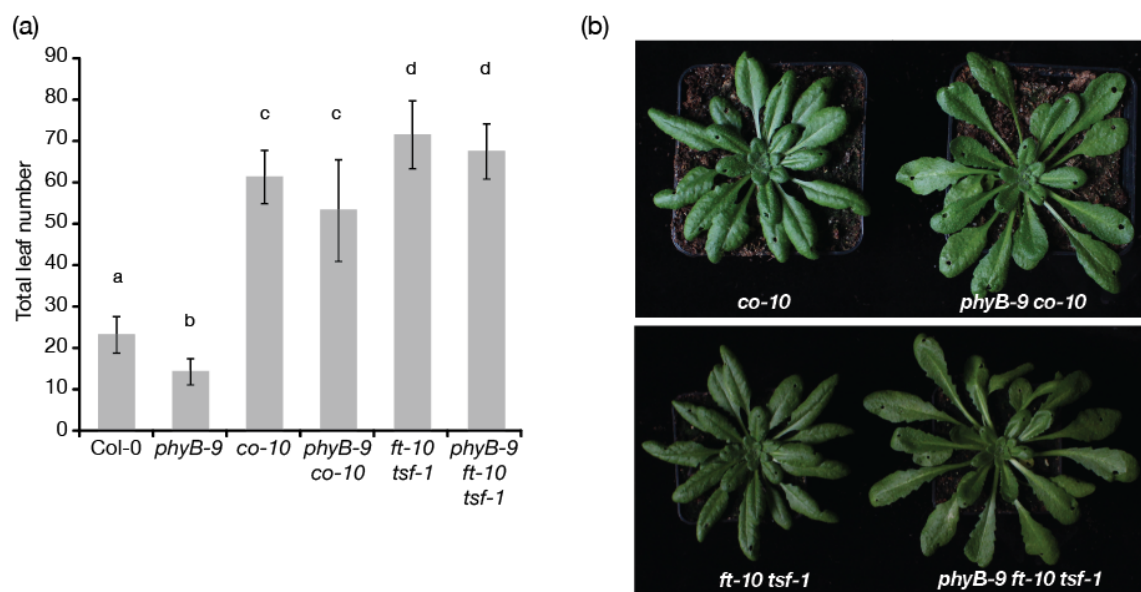 (a)
90
80
70
60
50
40
30
20
10
0
Total leaf number
a
b
c
c
d
d
Col-0
phyB-9
co-10
phyB-9
co-10
ft-10
tsf-1
phyB-9
ft-10
tsf-1
(b)
co-10
phyB-9 co-10
ft-10 tsf-1
phyB-9 ft-10 tsf-1